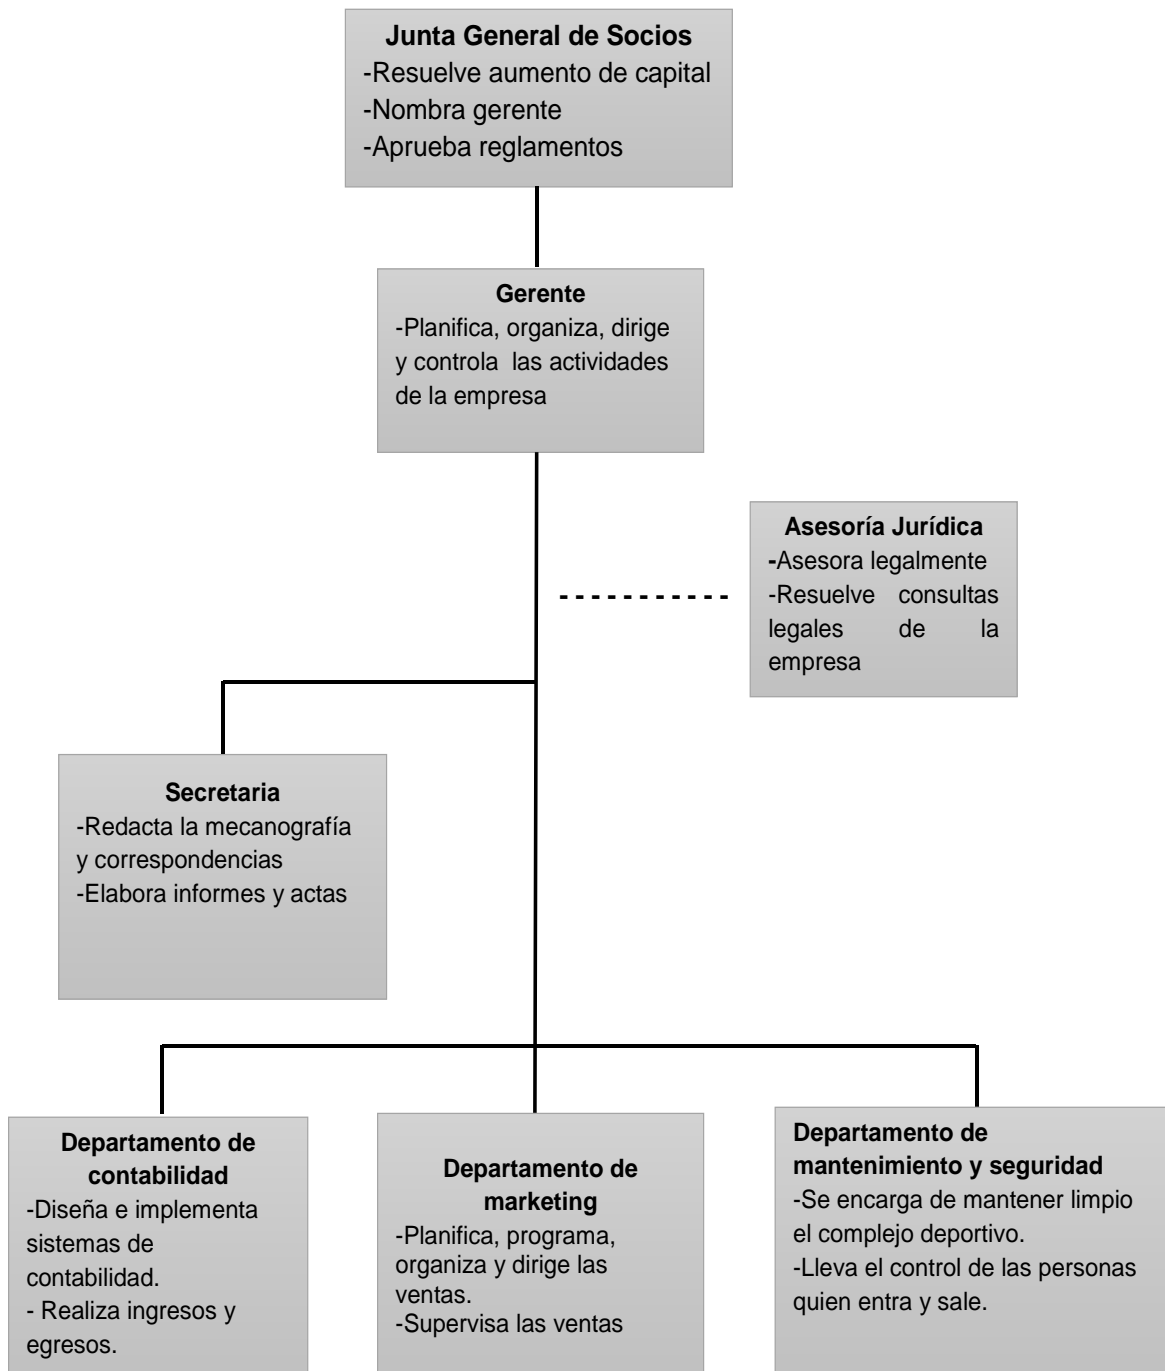 Junta General de Socios
-Resuelve aumento de capital
-Nombra gerente
-Aprueba reglamentos
Gerente
-Planifica, organiza, dirige
y controla  las actividades
de la empresa
Asesoría Jurídica
-Asesora legalmente
-Resuelve consultas
legales de la
empresa
Secretaria
-Redacta la mecanografía
y correspondencias
-Elabora informes y actas
Departamento de
contabilidad
-Diseña e implementa
sistemas de
contabilidad.
- Realiza ingresos y
egresos.
Departamento de
marketing
-Planifica, programa,
organiza y dirige las
ventas.
-Supervisa las ventas
Departamento de
mantenimiento y seguridad
-Se encarga de mantener limpio
el complejo deportivo.
-Lleva el control de las personas
quien entra y sale.